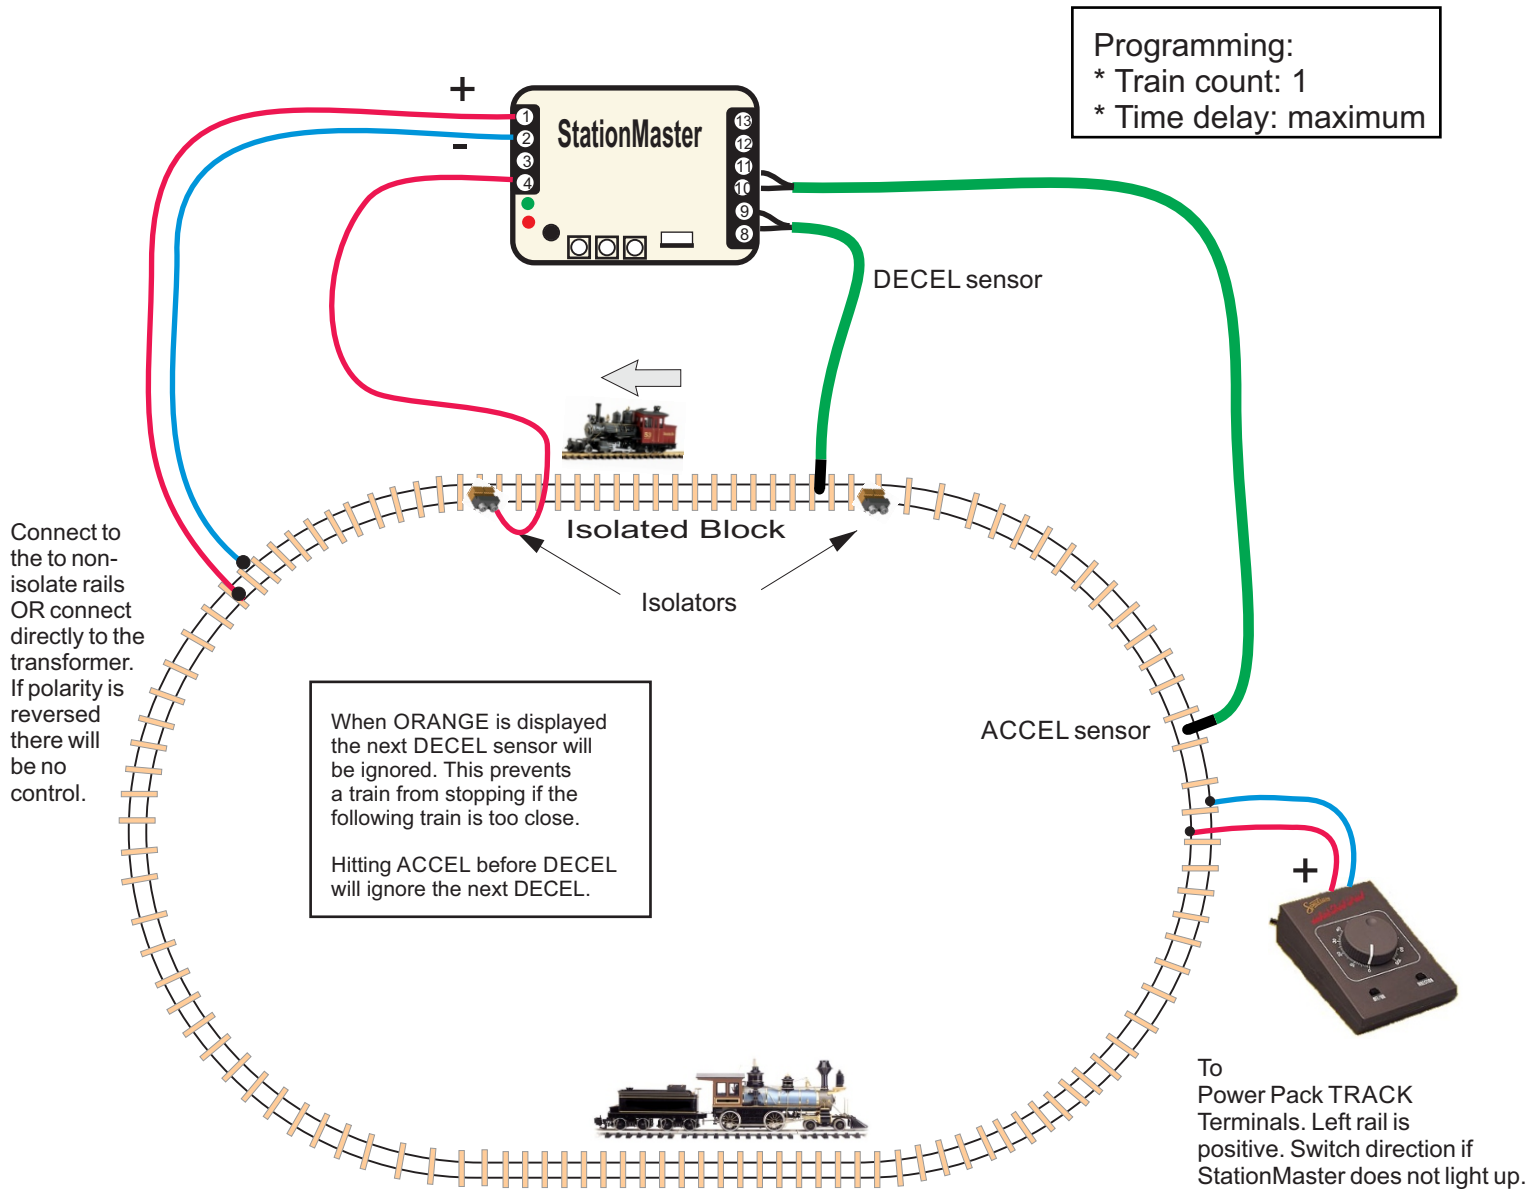 Programming:
* Train count: 1
* Time delay: maximum
+
-
StationMaster
1
2
3
4
13
12
11
10
9
8
DECEL sensor
Isolated Block
Isolators
Connect to
the to non-
isolate rails
OR connect
directly to the
transformer.
If polarity is
reversed
there will
be no
control.
When ORANGE is displayed
the next DECEL sensor will
be ignored. This prevents
a train from stopping if the
following train is too close.
Hitting ACCEL before DECEL
will ignore the next DECEL.
ACCEL sensor
+
To
Power Pack TRACK
Terminals. Left rail is
positive. Switch direction if
StationMaster does not light up.